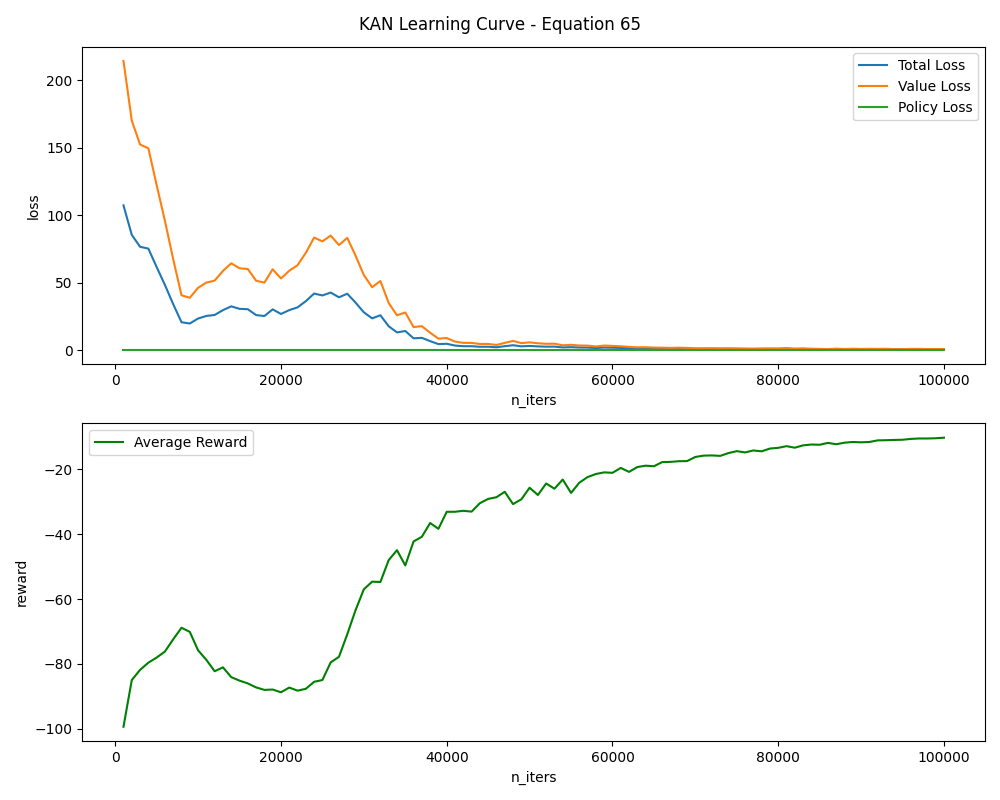 KAN Learning Curve - Equation 65
Total Loss
Value Loss
Policy Loss
200
150
100
50
0
loss
0 20000 40000 60000 80000 100000
n_iters
Average Reward
−20
−40
−60
−80
−100
reward
0 20000 40000 60000 80000 100000
n_iters